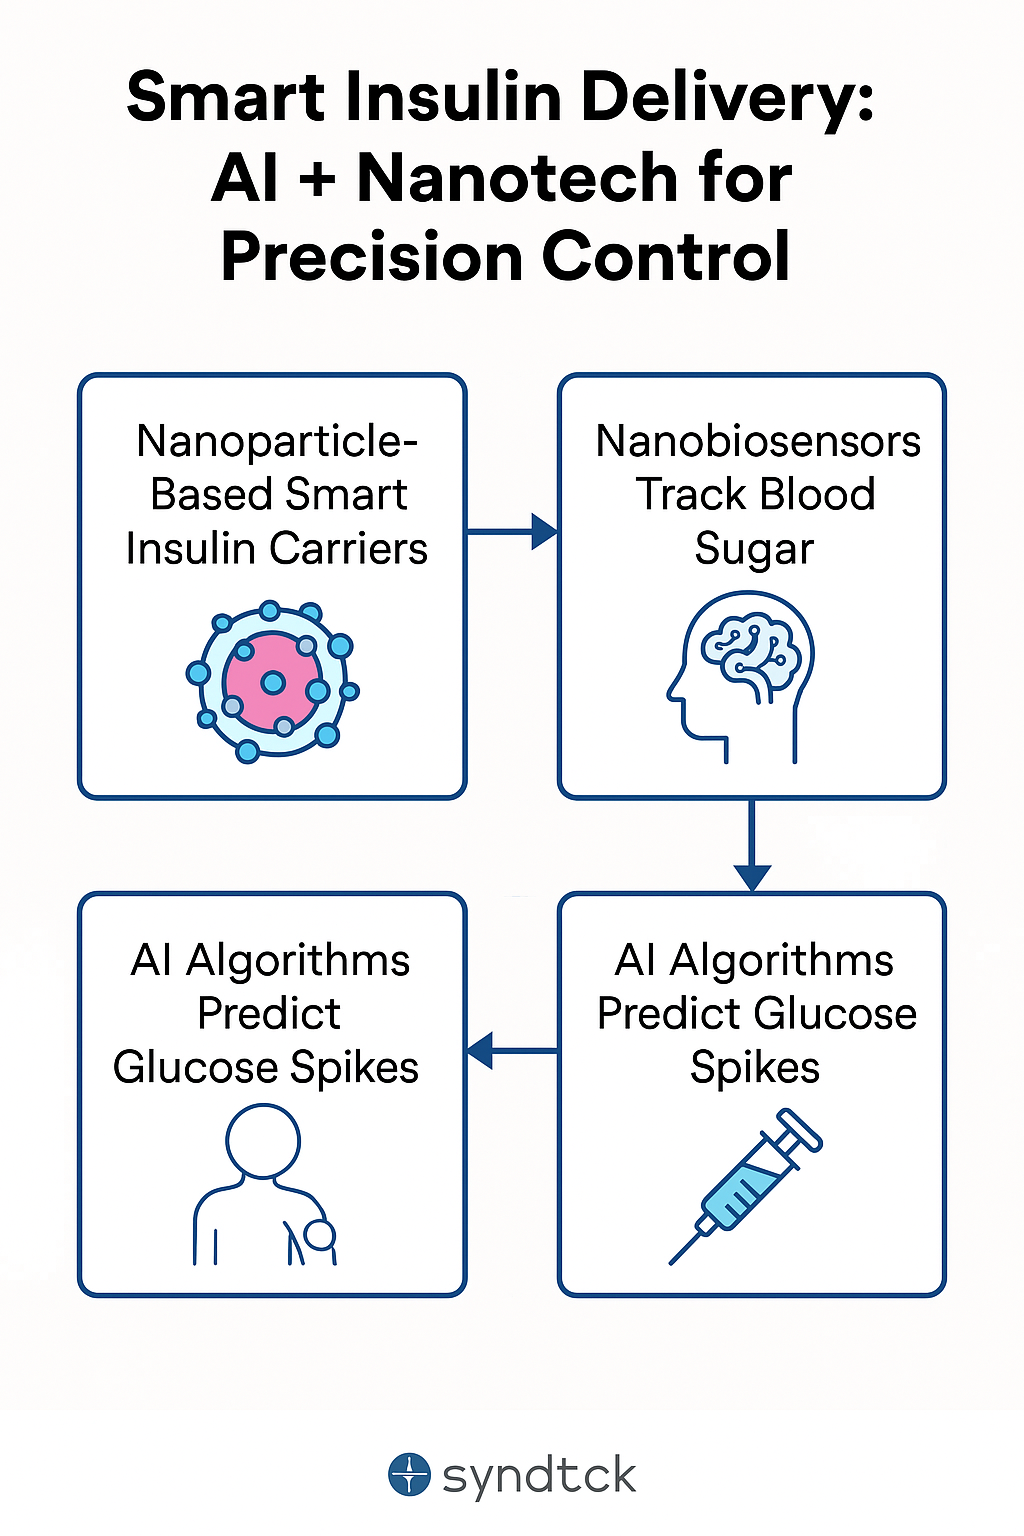 Smart Insulin Delivery:
AI + Nanotech for
Precision Control
Nanoparticle-
Based Smart
Insulin Carriers
Nanobiosensors
Track Blood
Sugar
AI Algorithms
Predict
Glucose Spikes
AI Algorithms
Predict Glucose
Spikes
syndtck